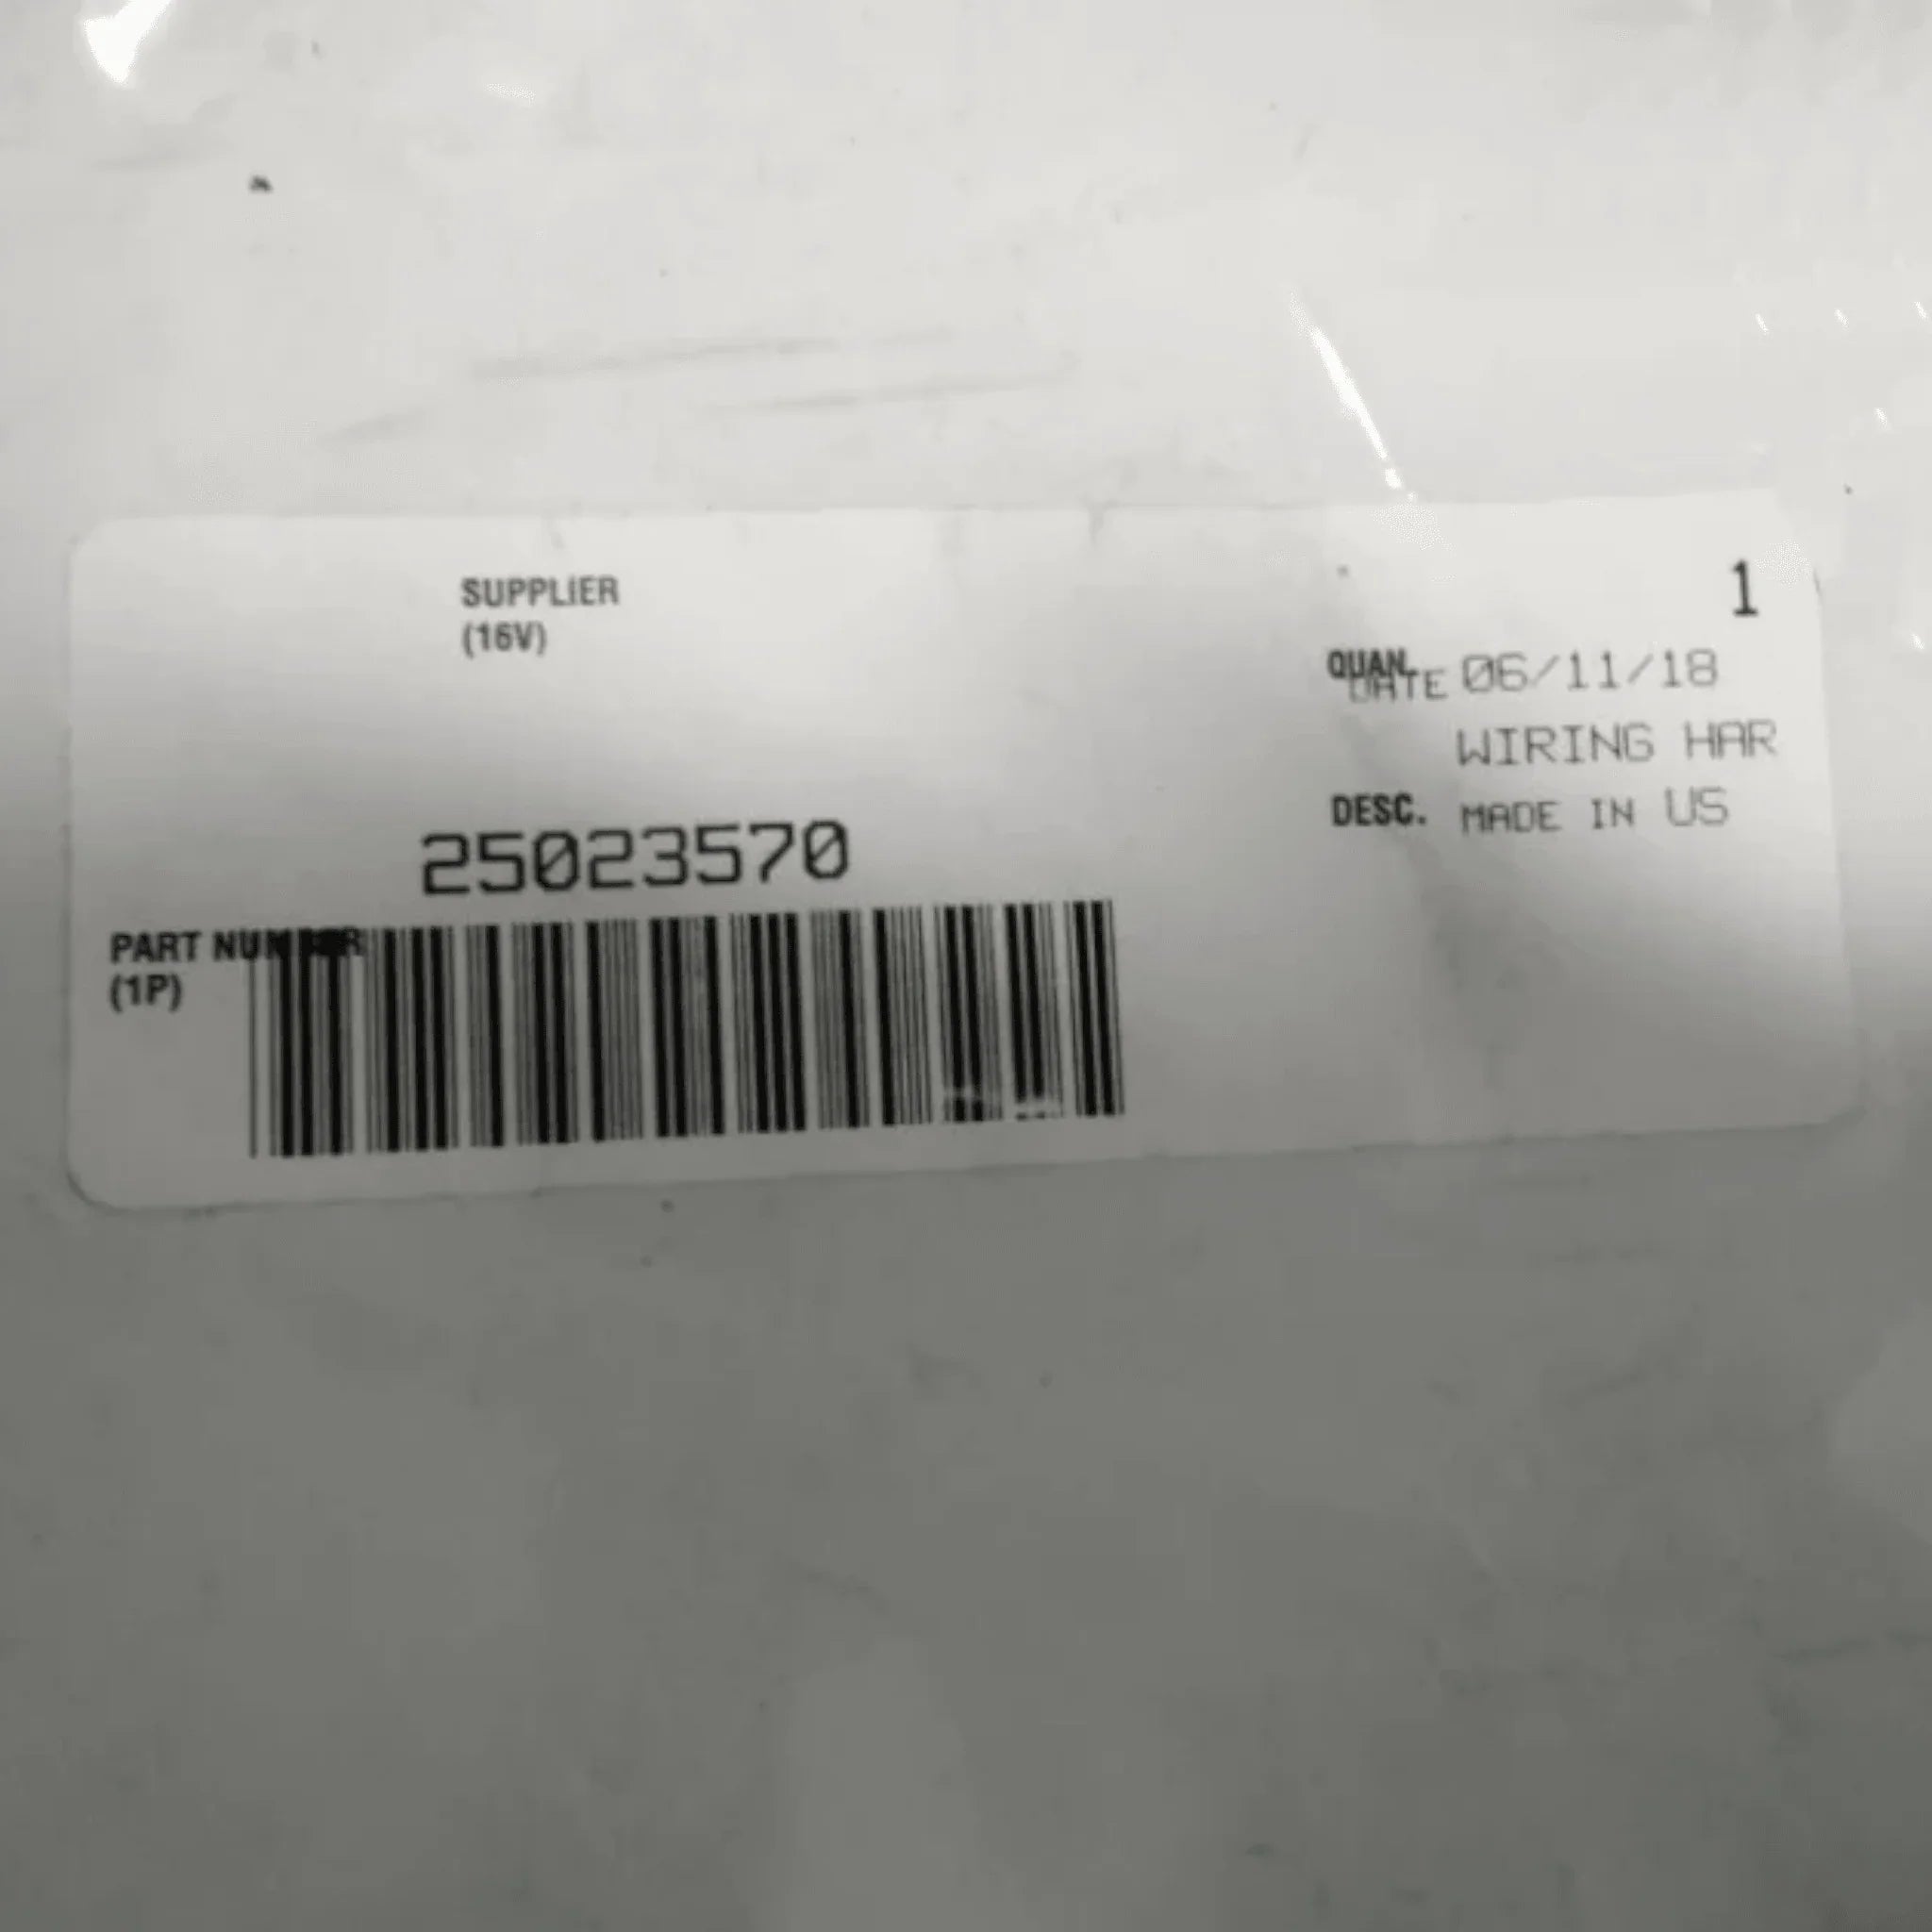 SUPPLIER
(16V)
1
QUAN.
DATE 06/11/18
WIRING HAR
DESC. MADE IN US
25023570
PART NUMBER
(1P)